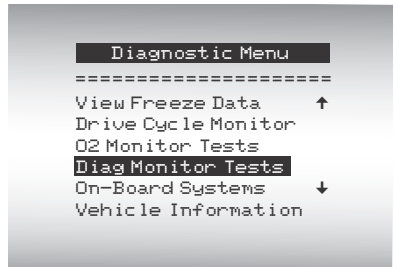 Diagnostic Menu
=====================
View Freeze Data ↑
Drive Cycle Monitor
O2 Monitor Tests
Diag Monitor Tests
On-Board Systems ↓
Vehicle Information